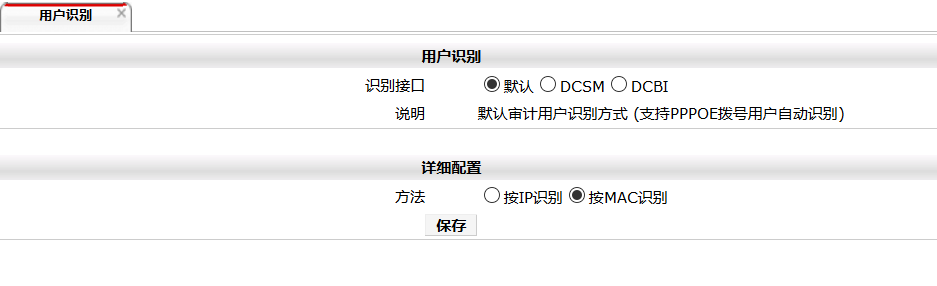 用户识别
用户识别
识别接口 默认 DCSM DCBI
说明 默认审计用户识别方式 (支持PPPOE拨号用户自动识别)
详细配置
方法 按IP识别 按MAC识别
保存